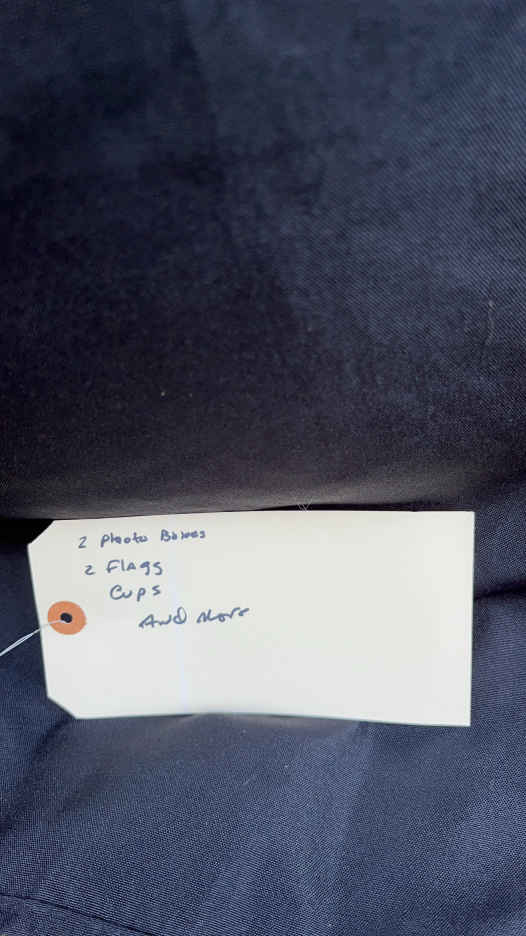 2 Photo Boxes
2 Flags
Cups
And More